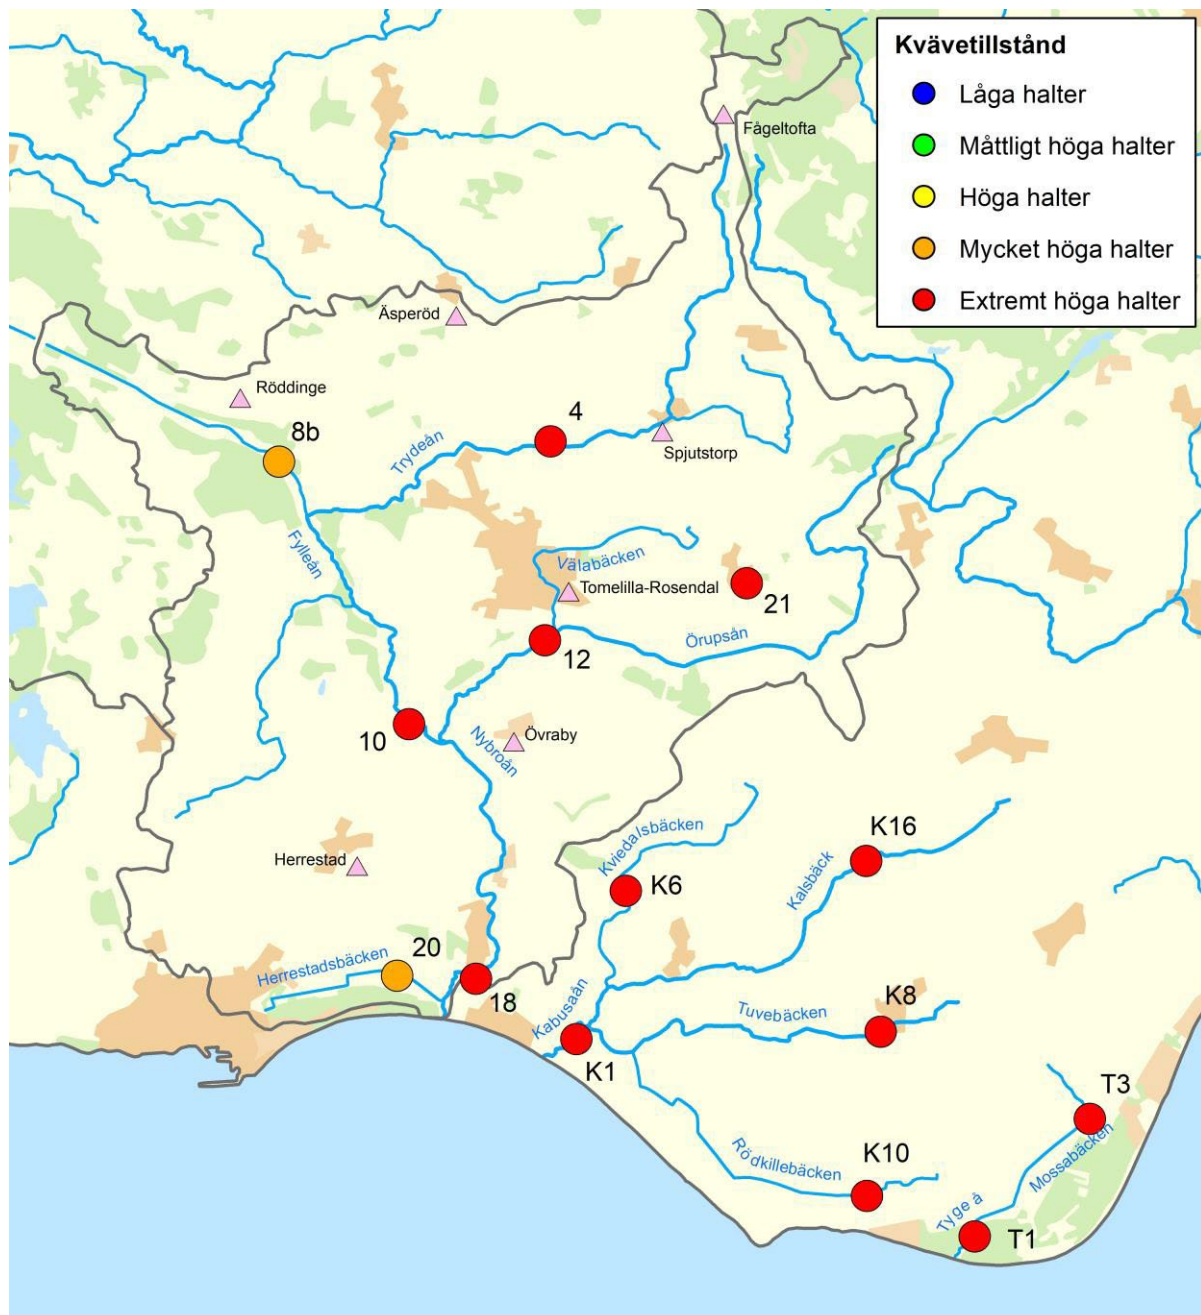 Kvävetillstånd
Låga halter
Måttligt höga halter
Höga halter
Mycket höga halter
Extremt höga halter
Fågeltofta
Äsperöd
Röddinge
8b
4
Trydeån
Spjutstorp
Fylleån
Välabäcken
Tomelilla-Rosendal
21
12
Örupsån
10
Nybroån
Övraby
Herrestad
Kviedalsbäcken
K6
Kalsbäck
K16
Herrestadsbäcken
20
18
Kabusaån
K1
Tuvebäcken
K8
T3
Mossabäcken
Rödkillebäcken
K10
Tyge å
T1